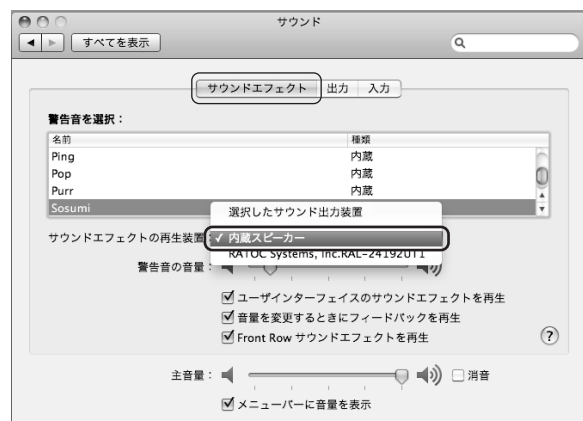 サウンド
すべてを表示
サウンドエフェクト 出力 入力
警告音を選択：
名前 種類
Ping 内蔵
Pop 内蔵
Purr 内蔵
Sosumi
選択したサウンド出力装置
サウンドエフェクトの再生装置：✓ 内蔵スピーカー
RATOC Systems, Inc.RAL-24192UT1
警告音の音量：
ユーザインターフェイスのサウンドエフェクトを再生
音量を変更するときにフィードバックを再生
Front Row サウンドエフェクトを再生 ?
主音量： 消音
メニューバーに音量を表示